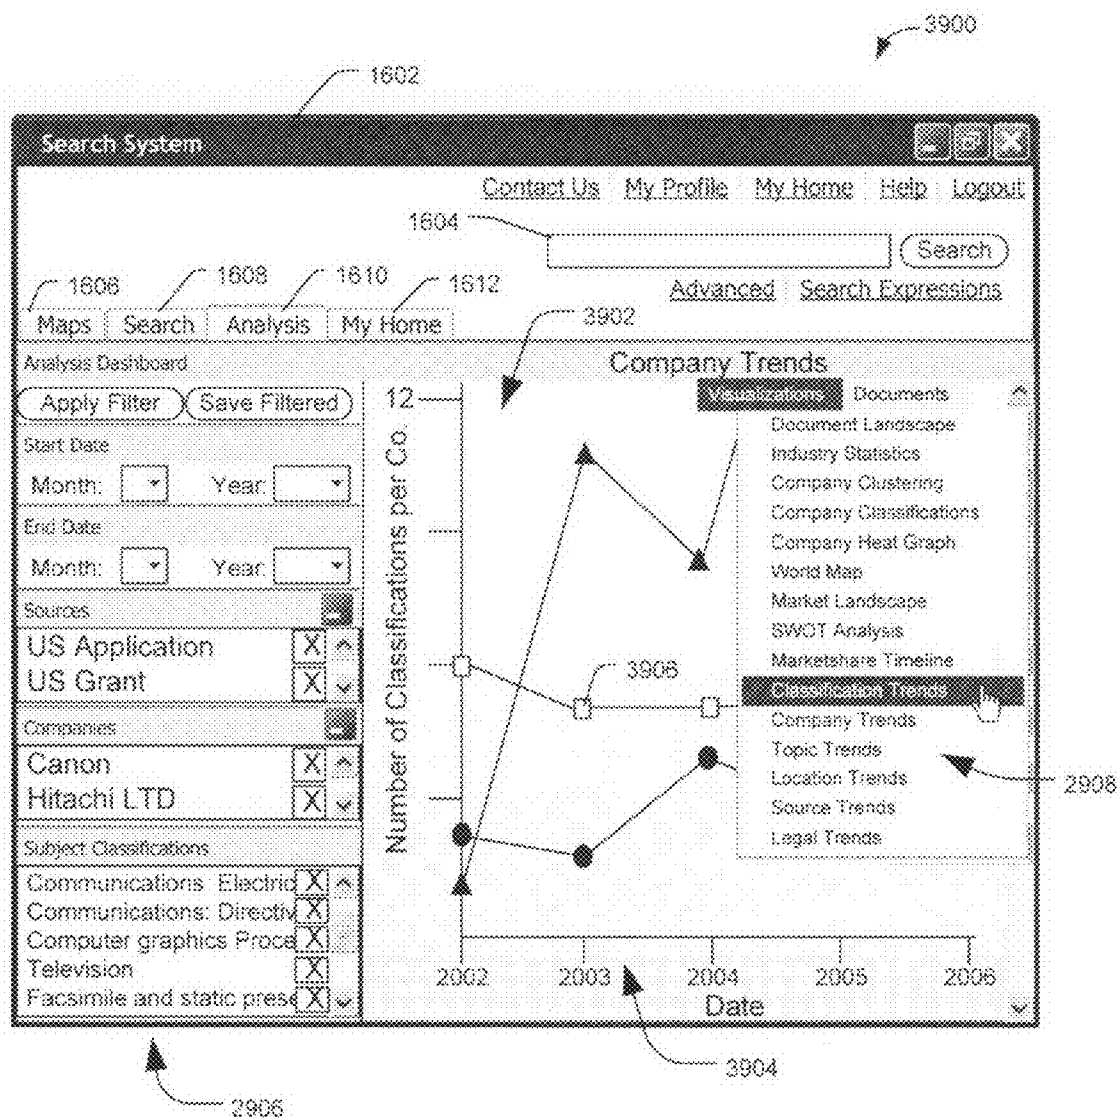 3900
1602
Search System
Contact Us My Profile My Home Help Logout
1604
Search
Advanced Search Expressions
1606 1608 1610 1612
Maps Search Analysis My Home
3902
Analysis Dashboard
Company Trends
Apply Filter Save Filtered
Start Date
Month: Year:
End Date
Month: Year:
Sources
US Application X
US Grant X
Companies
Canon X
Hitachi LTD X
Subject Classifications
Communications: Electric X
Communications: Directiv X
Computer graphics Proce X
Television X
Facsimile and static prese X
Number of Classifications per Co.
12
Visualizations Documents
Document Landscape
Industry Statistics
Company Clustering
Company Classifications
Company Heat Graph
World Map
Market Landscape
SWOT Analysis
Marketshare Timeline
Classification Trends
Company Trends
Topic Trends
Location Trends
Source Trends
Legal Trends
3906
2908
2002 2003 2004 2005 2006
Date
3904
2906